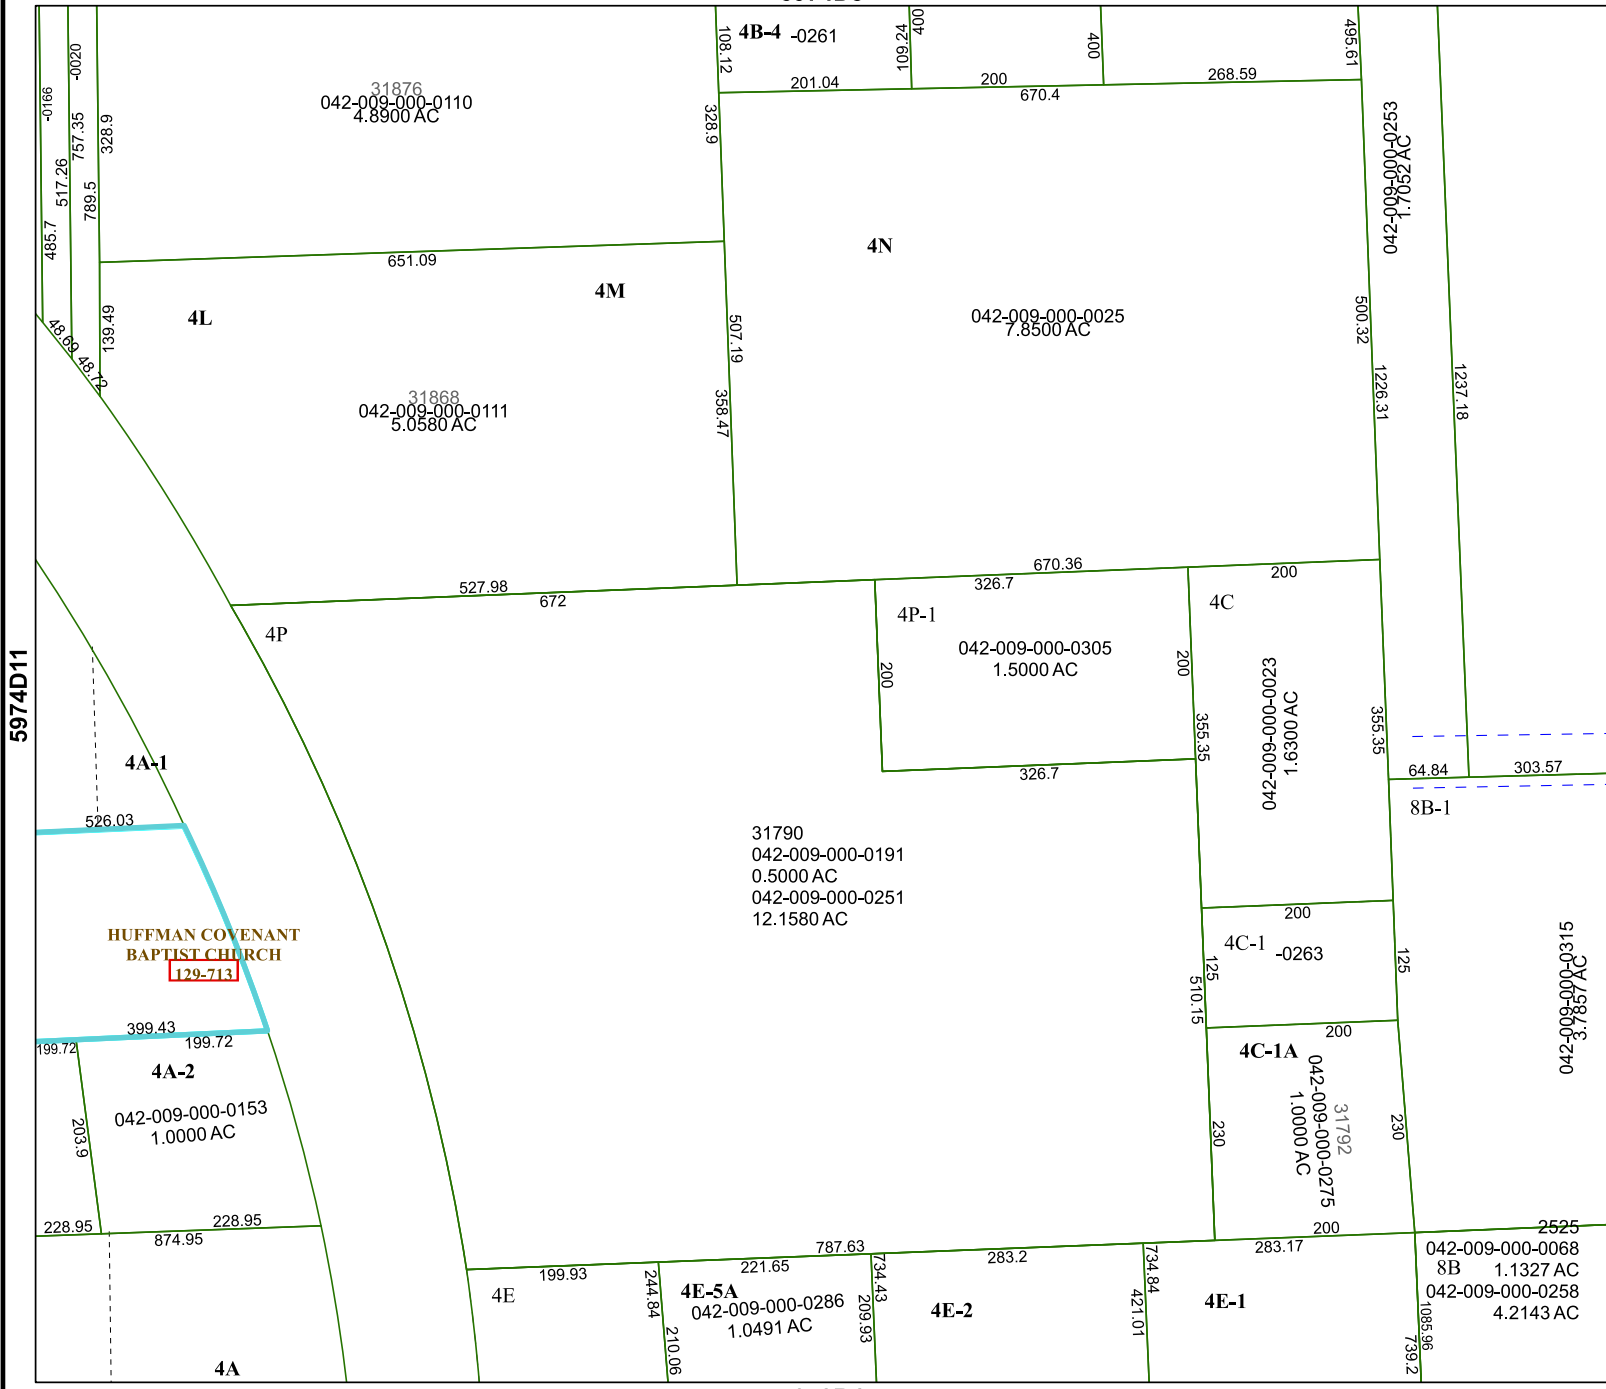 4B-4 -0261
108.12
109.24
400
400
495.61
201.04
200
268.59
670.4
-0166
-0020
757.35
517.26
328.9
789.5
485.7
31876
042-009-000-0110
4.8900 AC
328.9
042-009-000-0253
1.7052 AC
651.09
4N
4M
4L
139.49
48.69
48.72
507.19
358.47
042-009-000-0025
7.8500 AC
500.32
1226.31
1237.18
31868
042-009-000-0111
5.0580 AC
527.98
672
670.36
326.7
200
4P
4P-1
4C
042-009-000-0305
1.5000 AC
200
200
355.35
042-009-000-0023
1.6300 AC
355.35
326.7
5974D11
4A-1
64.84
303.57
8B-1
526.03
31790
042-009-000-0191
0.5000 AC
042-009-000-0251
12.1580 AC
HUFFMAN COVENANT
BAPTIST CHURCH
129-713
200
4C-1 -0263
125
125
510.15
042-009-000-0315
3.7857 AC
399.43
199.72
199.72
200
4A-2
4C-1A
042-009-000-0153
1.0000 AC
203.9
31792
042-009-000-0275
1.0000 AC
230
230
228.95
228.95
874.95
200
2525
787.63
283.2
283.17
199.93
221.65
042-009-000-0068
8B 1.1327 AC
042-009-000-0258
4.2143 AC
4E
4E-5A
042-009-000-0286
1.0491 AC
244.84
210.06
734.43
209.93
4E-2
734.84
421.01
4E-1
1085.96
739.2
4A